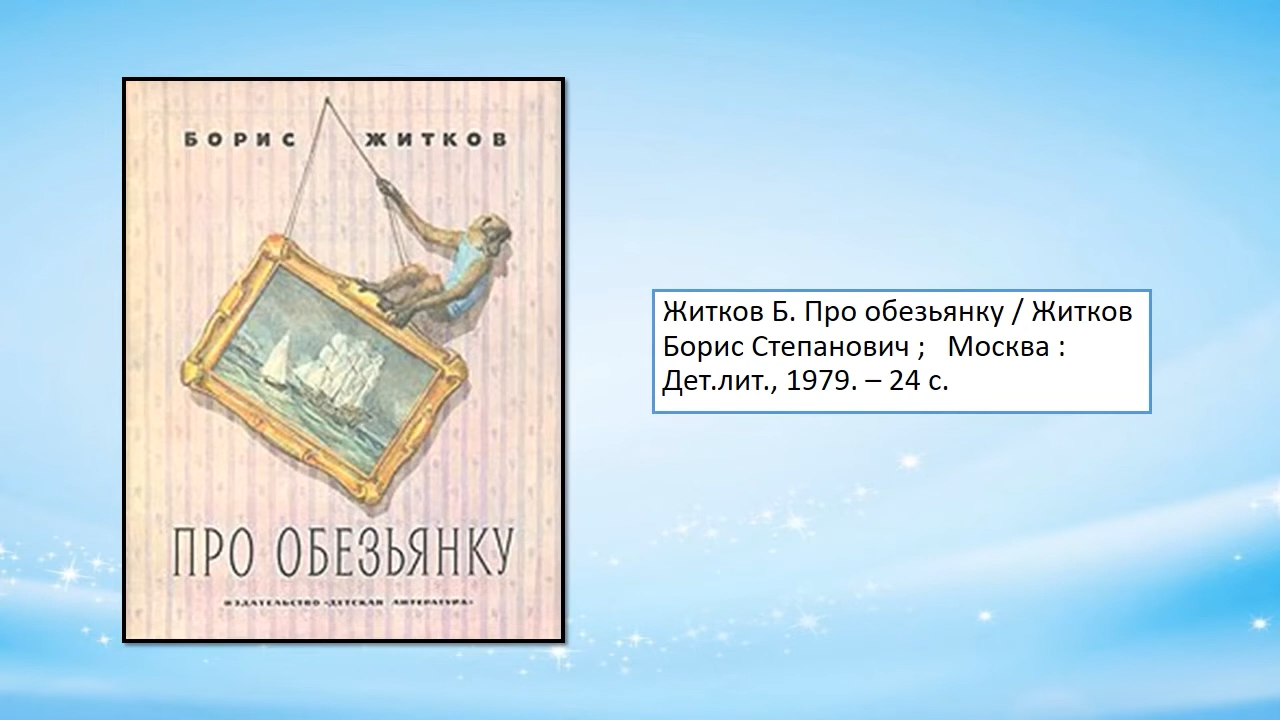 БОРИС ЖИТКОВ
ПРО ОБЕЗЬЯНКУ
ИЗДАТЕЛЬСТВО «ДЕТСКАЯ ЛИТЕРАТУРА»
Житков Б. Про обезьянку / Житков
Борис Степанович ; Москва :
Дет.лит., 1979. – 24 с.